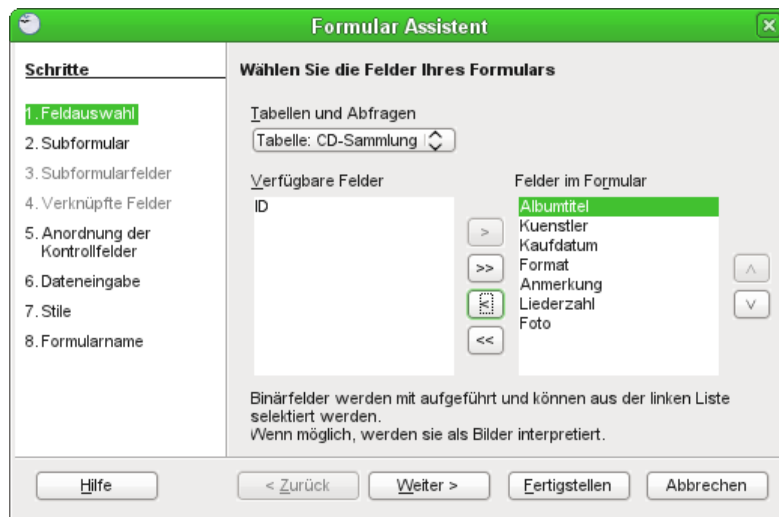 Formular Assistent
Schritte
1. Feldauswahl
2. Subformular
3. Subformularfelder
4. Verknüpfte Felder
5. Anordnung der
Kontrollfelder
6. Dateneingabe
7. Stile
8. Formularname
Wählen Sie die Felder Ihres Formulars
Tabellen und Abfragen
Tabelle: CD-Sammlung
Verfügbare Felder
ID
>
>>
<
<<
Felder im Formular
Albumtitel
Kuenstler
Kaufdatum
Format
Anmerkung
Liederzahl
Foto
Binärfelder werden mit aufgeführt und können aus der linken Liste
selektiert werden.
Wenn möglich, werden sie als Bilder interpretiert.
Hilfe
< Zurück
Weiter >
Fertigstellen
Abbrechen